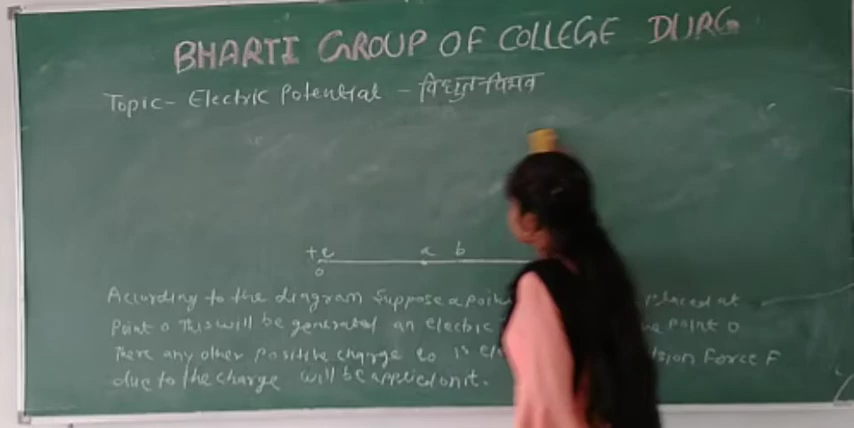 BHARTI GROUP OF COLLEGE DURG
Topic- Electric Potential - विद्युत विभव
+q a b
o
According to the diagram Suppose a placed at
Point o This will be generated an electric point o
There any other Positive charge is Force F
due to the charge will be applied on it.